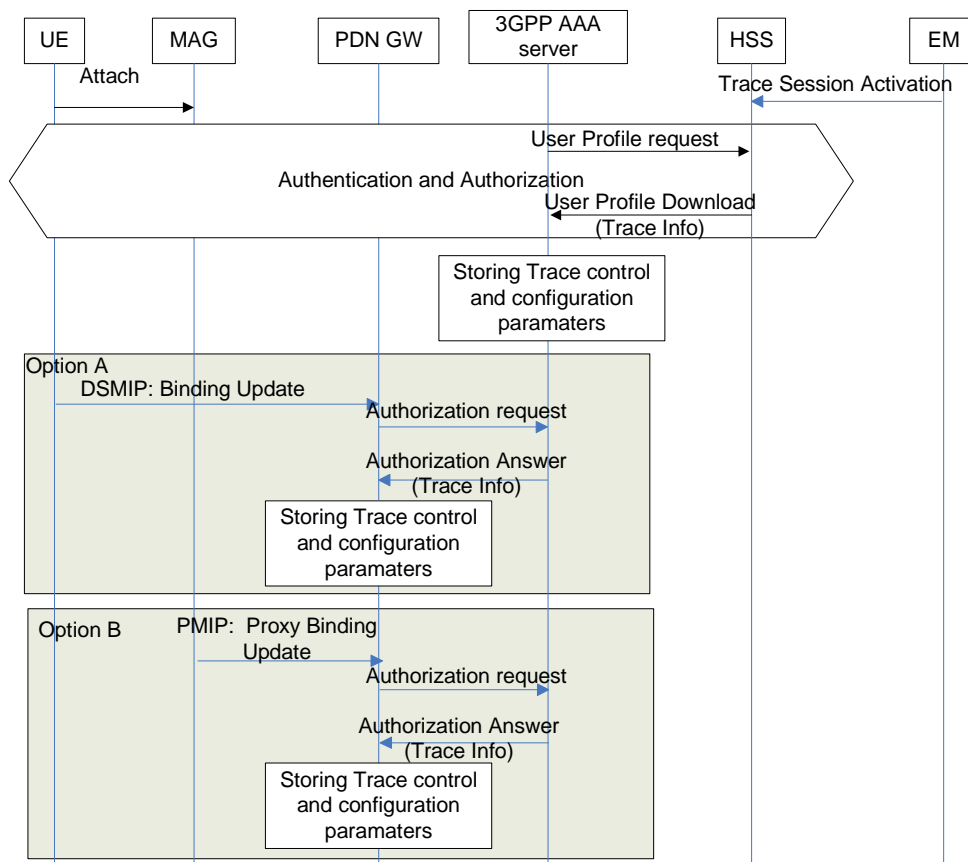 UE
MAG
PDN GW
3GPP AAA
server
HSS
EM
Attach
Trace Session Activation
User Profile request
Authentication and Authorization
User Profile Download
(Trace Info)
Storing Trace control
and configuration
paramaters
Option A
DSMIP: Binding Update
Authorization request
Authorization Answer
(Trace Info)
Storing Trace control
and configuration
paramaters
Option B
PMIP: Proxy Binding
Update
Authorization request
Authorization Answer
(Trace Info)
Storing Trace control
and configuration
paramaters